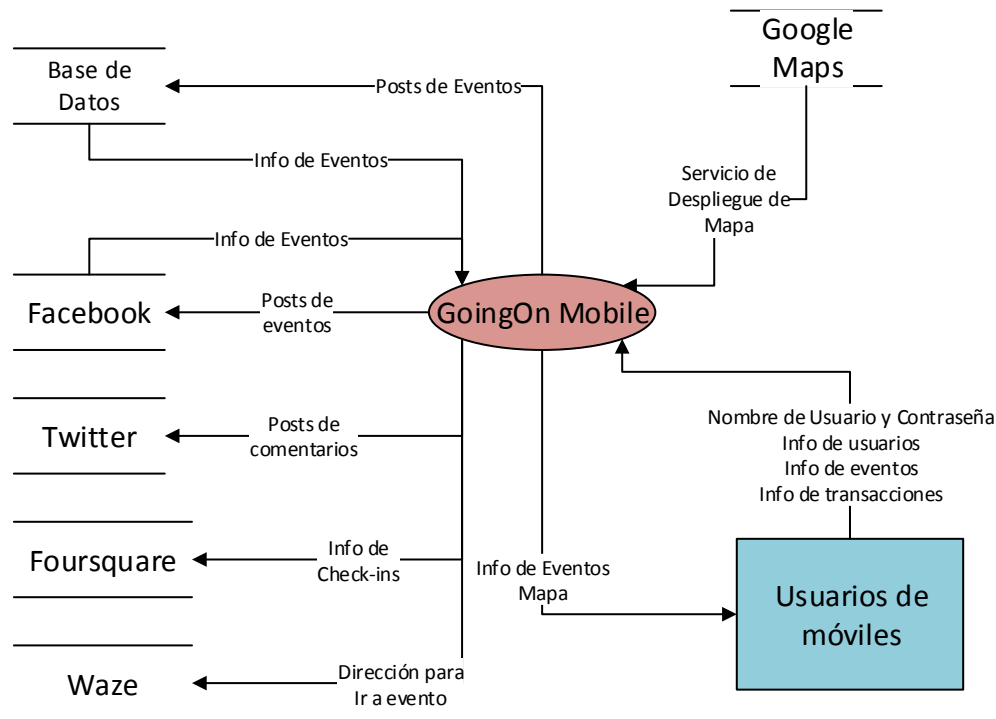 Google
Maps
Base de
Datos
Posts de Eventos
Info de Eventos
Servicio de
Despliegue de
Mapa
Info de Eventos
Facebook
Posts de
eventos
GoingOn Mobile
Twitter
Posts de
comentarios
Nombre de Usuario y Contraseña
Info de usuarios
Info de eventos
Info de transacciones
Foursquare
Info de
Check-ins
Info de Eventos
Mapa
Usuarios de
móviles
Waze
Dirección para
Ir a evento